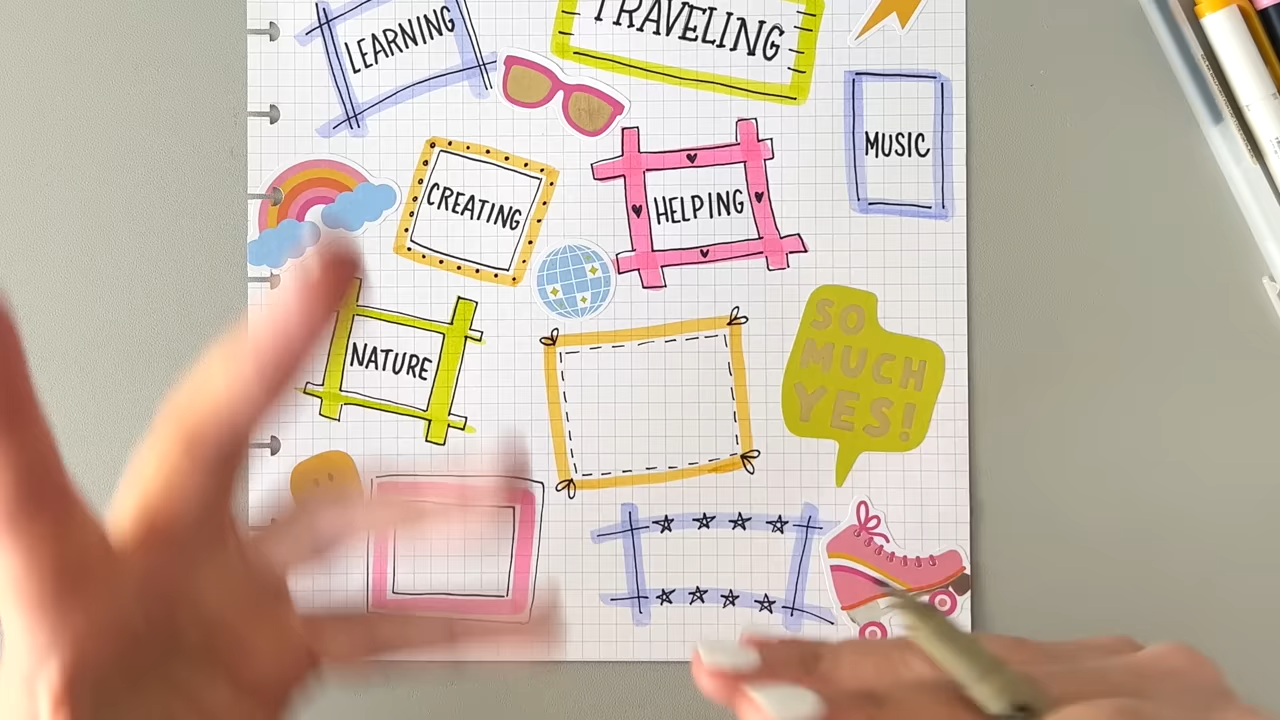 TRAVELING
LEARNING
MUSIC
CREATING
HELPING
NATURE
SO
MUCH
YES!